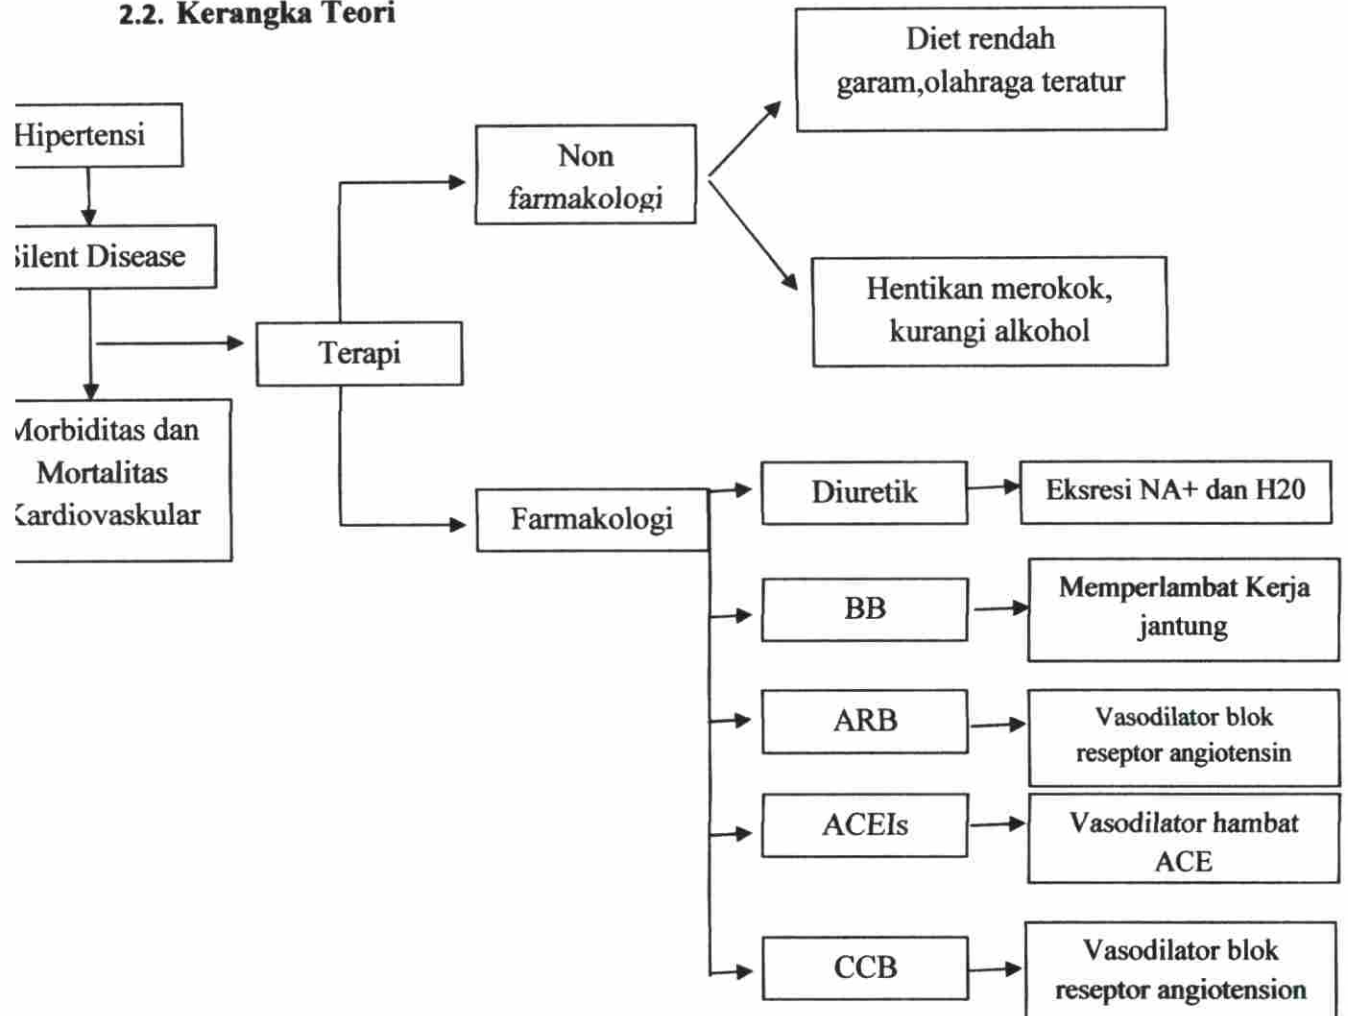 2.2. Kerangka Teori
Diet rendah
garam,olahraga teratur
Hipertensi
Non
farmakologi
Silent Disease
Hentikan merokok,
kurangi alkohol
Terapi
Morbiditas dan
Mortalitas
Kardiovaskular
Farmakologi
Diuretik
Eksresi NA+ dan H20
BB
Memperlambat Kerja
jantung
ARB
Vasodilator blok
reseptor angiotensin
ACEIs
Vasodilator hambat
ACE
CCB
Vasodilator blok
reseptor angiotension